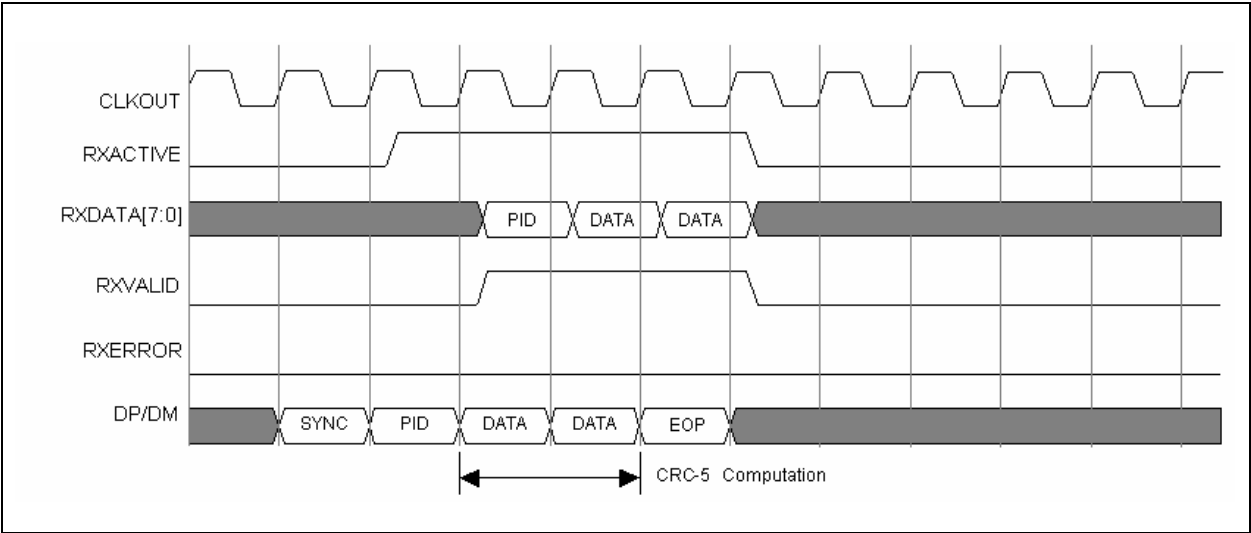 CLKOUT
RXACTIVE
RXDATA[7:0]
PID DATA DATA
RXVALID
RXERROR
DP/DM
SYNC PID DATA DATA EOP
CRC-5 Computation